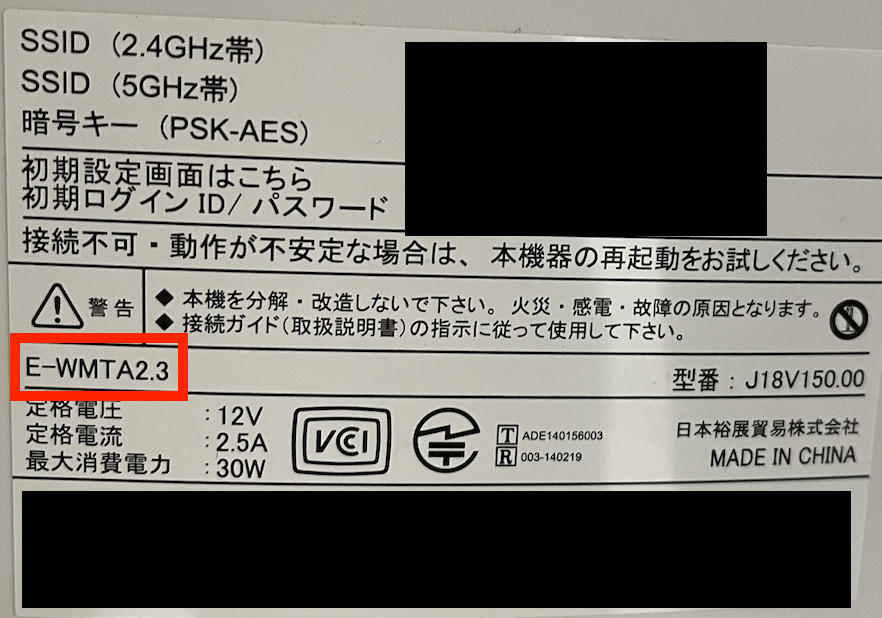 SSID (2.4GHz帯)
SSID (5GHz帯)
暗号キー (PSK-AES)
初期設定画面はこちら
初期ログイン ID/ パスワード
接続不可・動作が不安定な場合は、本機器の再起動をお試しください。
警告
◆ 本機を分解・改造しないで下さい。火災・感電・故障の原因となります。
◆ 接続ガイド(取扱説明書)の指示に従って使用して下さい。
E-WMTA2.3
型番 : J18V150.00
定格電圧 : 12V
定格電流 : 2.5A
最大消費電力 : 30W
VCCI
T ADE140156003
R 003-140219
日本裕展貿易株式会社
MADE IN CHINA